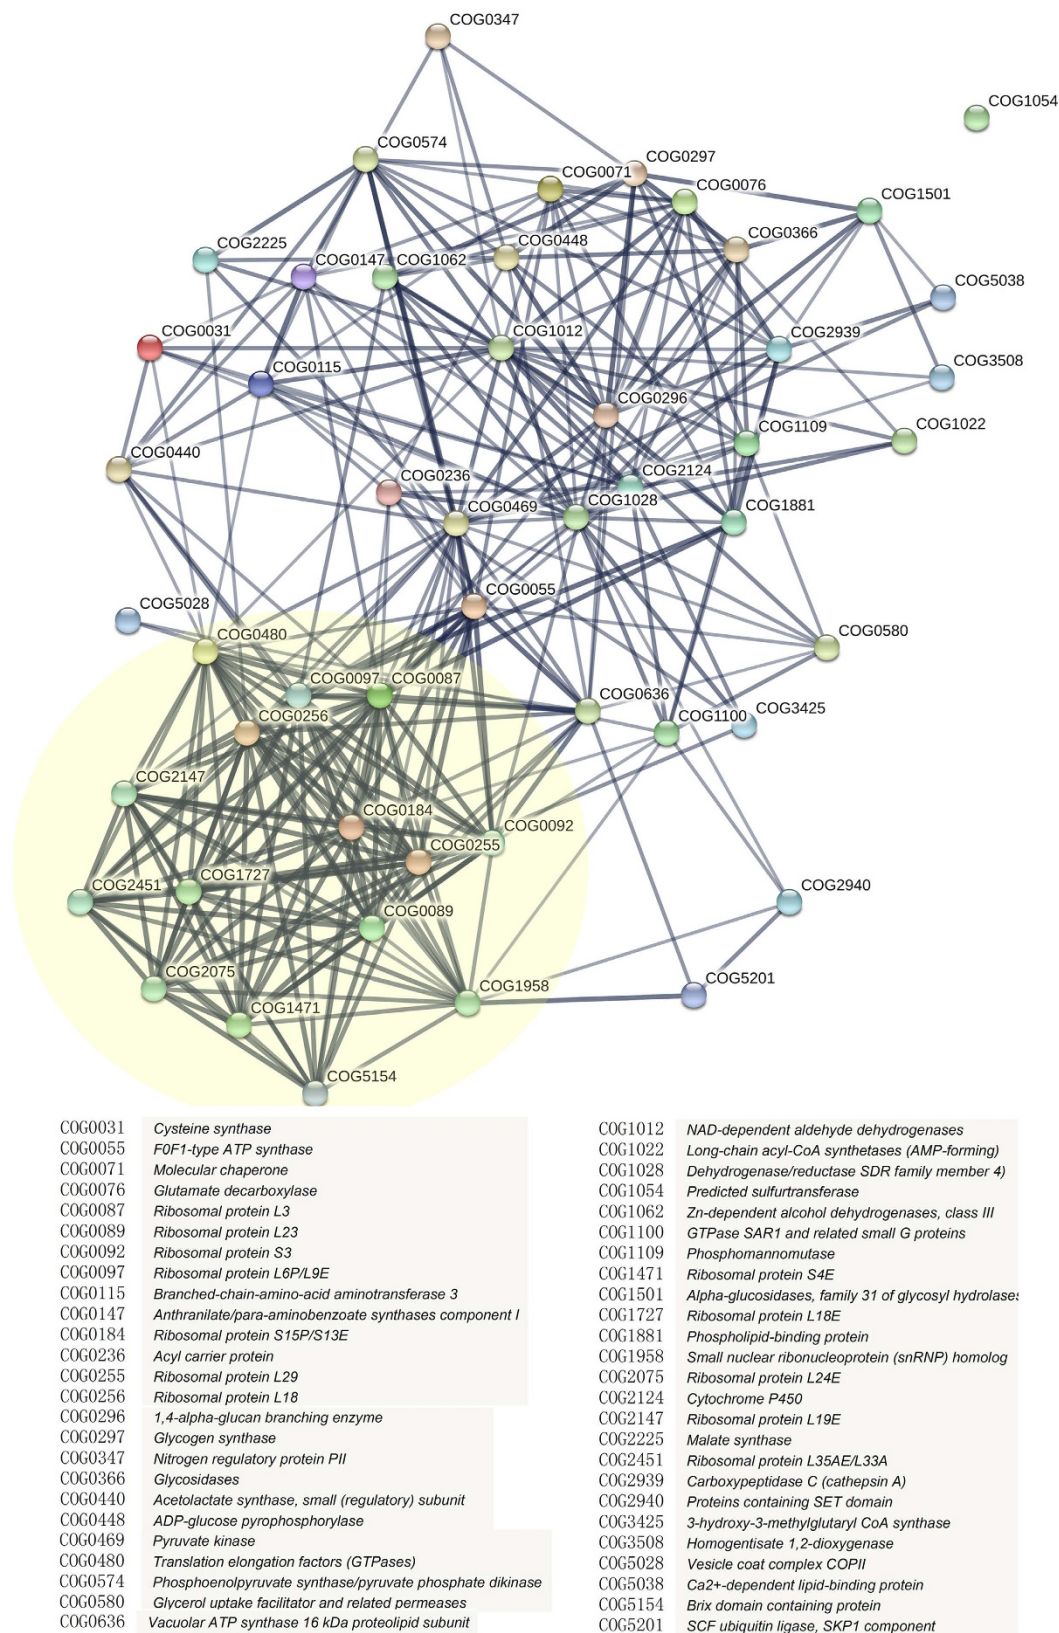 COG0347
COG1054
COG0574
COG0071
COG0297
COG0076
COG1501
COG2225
COG0147
COG1062
COG0448
COG0366
COG5038
COG0031
COG0115
COG1012
COG2939
COG3508
COG0440
COG0236
COG0296
COG1109
COG1022
COG2124
COG0469
COG1028
COG1881
COG5028
COG0055
COG0480
COG0580
COG0097
COG0087
COG0636
COG0256
COG1100
COG3425
COG2147
COG0184
COG0092
COG0255
COG2451
COG1727
COG0089
COG2940
COG2075
COG1958
COG5201
COG1471
COG5154
COG0031 Cysteine synthase
COG0055 F0F1-type ATP synthase
COG0071 Molecular chaperone
COG0076 Glutamate decarboxylase
COG0087 Ribosomal protein L3
COG0089 Ribosomal protein L23
COG0092 Ribosomal protein S3
COG0097 Ribosomal protein L6P/L9E
COG0115 Branched-chain-amino-acid aminotransferase 3
COG0147 Anthranilate/para-aminobenzoate synthases component I
COG0184 Ribosomal protein S15P/S13E
COG0236 Acyl carrier protein
COG0255 Ribosomal protein L29
COG0256 Ribosomal protein L18
COG0296 1,4-alpha-glucan branching enzyme
COG0297 Glycogen synthase
COG0347 Nitrogen regulatory protein PII
COG0366 Glycosidases
COG0440 Acetolactate synthase, small (regulatory) subunit
COG0448 ADP-glucose pyrophosphorylase
COG0469 Pyruvate kinase
COG0480 Translation elongation factors (GTPases)
COG0574 Phosphoenolpyruvate synthase/pyruvate phosphate dikinase
COG0580 Glycerol uptake facilitator and related permeases
COG0636 Vacuolar ATP synthase 16 kDa proteolipid subunit
COG1012 NAD-dependent aldehyde dehydrogenases
COG1022 Long-chain acyl-CoA synthetases (AMP-forming)
COG1028 Dehydrogenase/reductase SDR family member 4)
COG1054 Predicted sulfurtransferase
COG1062 Zn-dependent alcohol dehydrogenases, class III
COG1100 GTPase SAR1 and related small G proteins
COG1109 Phosphomannomutase
COG1471 Ribosomal protein S4E
COG1501 Alpha-glucosidases, family 31 of glycosyl hydrolases
COG1727 Ribosomal protein L18E
COG1881 Phospholipid-binding protein
COG1958 Small nuclear ribonucleoprotein (snRNP) homolog
COG2075 Ribosomal protein L24E
COG2124 Cytochrome P450
COG2147 Ribosomal protein L19E
COG2225 Malate synthase
COG2451 Ribosomal protein L35AE/L33A
COG2939 Carboxypeptidase C (cathepsin A)
COG2940 Proteins containing SET domain
COG3425 3-hydroxy-3-methylglutaryl CoA synthase
COG3508 Homogentisate 1,2-dioxygenase
COG5028 Vesicle coat complex COPII
COG5038 Ca2+-dependent lipid-binding protein
COG5154 Brix domain containing protein
COG5201 SCF ubiquitin ligase, SKP1 component